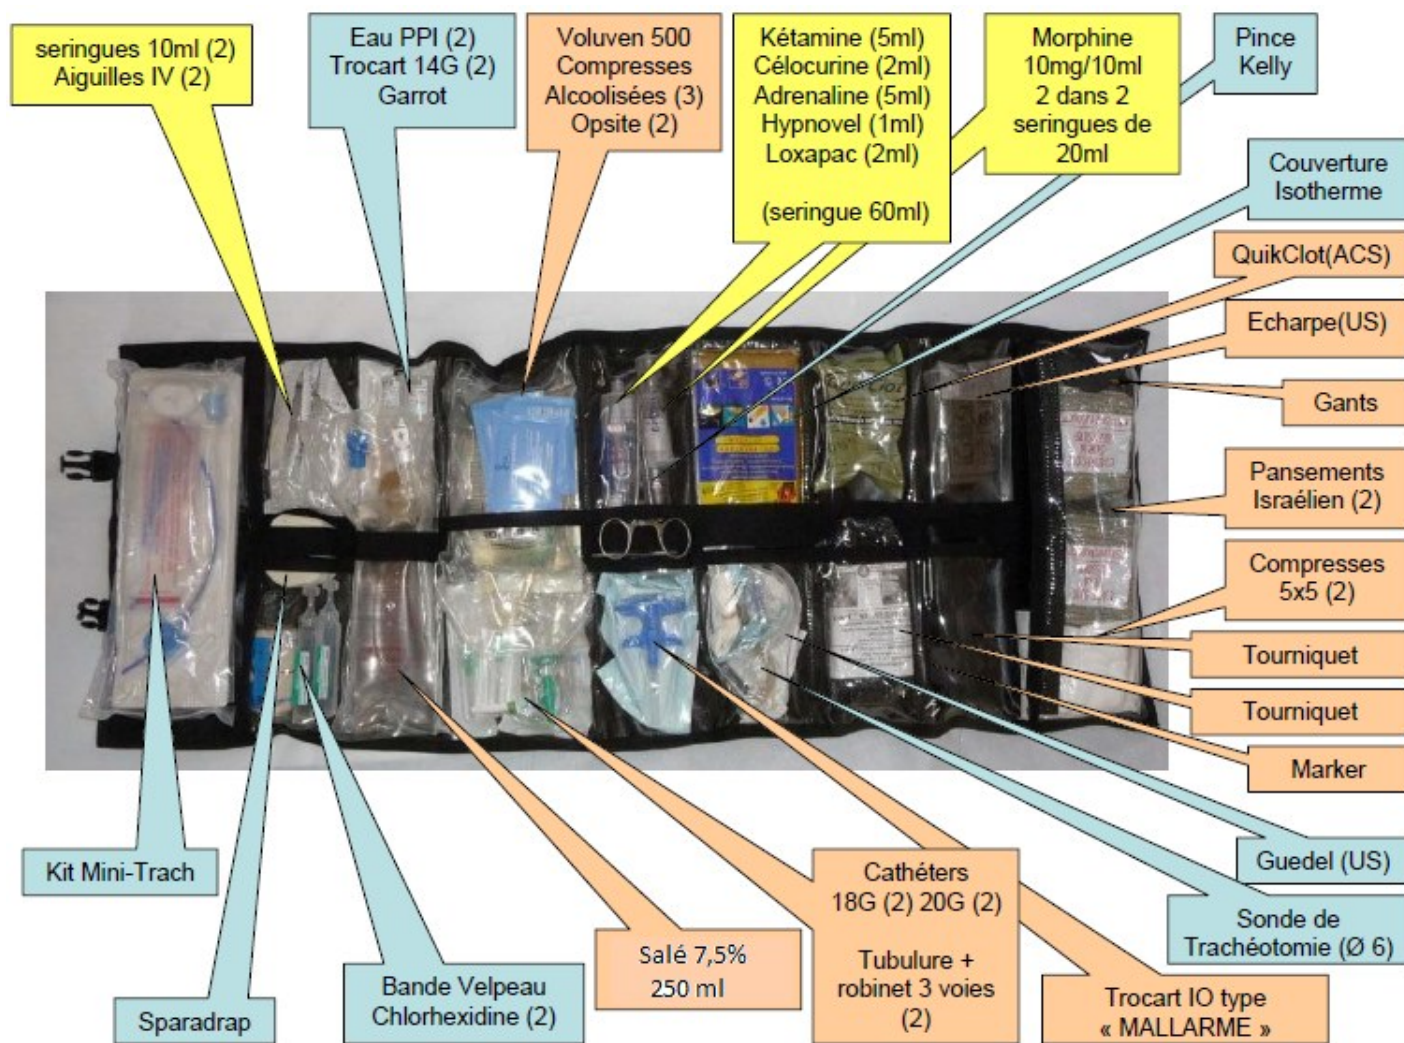 seringues 10ml (2)
Aiguilles IV (2)
Eau PPI (2)
Trocart 14G (2)
Garrot
Voluven 500
Compresses
Alcoolisées (3)
Opsite (2)
Kétamine (5ml)
Célocurine (2ml)
Adrenaline (5ml)
Hypnovel (1ml)
Loxapac (2ml)
(seringue 60ml)
Morphine
10mg/10ml
2 dans 2
seringues de
20ml
Pince
Kelly
Couverture
Isotherme
QuikClot(ACS)
Echarpe(US)
Gants
Pansements
Israélien (2)
Compresses
5x5 (2)
Tourniquet
Tourniquet
Marker
Guedel (US)
Sonde de
Trachéotomie (Ø 6)
Trocart IO type
« MALLARME »
Cathéters
18G (2) 20G (2)
Tubulure +
robinet 3 voies
(2)
Salé 7,5%
250 ml
Bande Velpeau
Chlorhexidine (2)
Sparadrap
Kit Mini-Trach